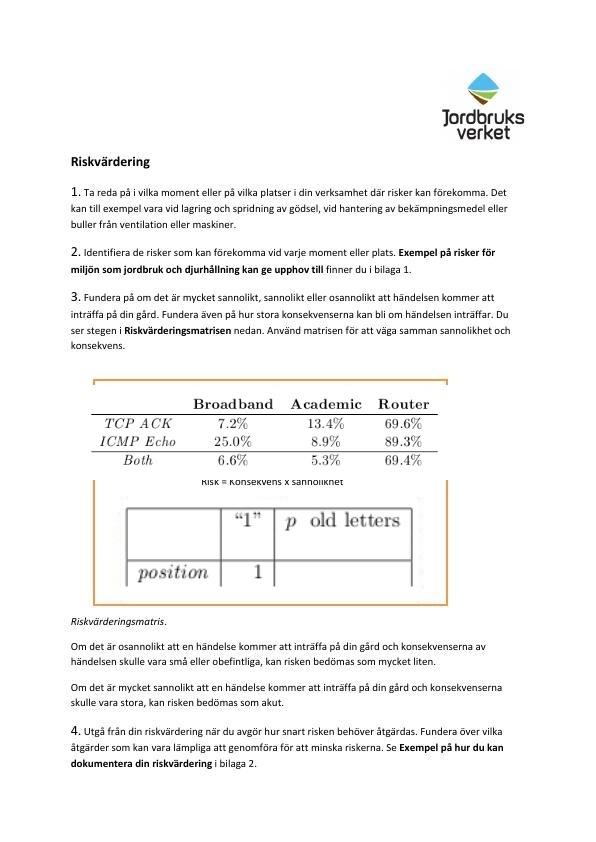 Jordbruks
verket
Riskvärdering
1. Ta reda på i vilka moment eller på vilka platser i din verksamhet där risker kan förekomma. Det
kan till exempel vara vid lagring och spridning av gödsel, vid hantering av bekämpningsmedel eller
buller från ventilation eller maskiner.
2. Identifiera de risker som kan förekomma vid varje moment eller plats. Exempel på risker för
miljön som jordbruk och djurhållning kan ge upphov till finner du i bilaga 1.
3. Fundera på om det är mycket sannolikt, sannolikt eller osannolikt att händelsen kommer att
inträffa på din gård. Fundera även på hur stora konsekvenserna kan bli om händelsen inträffar. Du
ser stegen i Riskvärderingsmatrisen nedan. Använd matrisen för att väga samman sannolikhet och
konsekvens.
Broadband Academic Router
TCP ACK 7.2% 13.4% 69.6%
ICMP Echo 25.0% 8.9% 89.3%
Both 6.6% 5.3% 69.4%
Risk = Konsekvens x sannolikhet
“1” p old letters
position 1
Riskvärderingsmatris.
Om det är osannolikt att en händelse kommer att inträffa på din gård och konsekvenserna av
händelsen skulle vara små eller obefintliga, kan risken bedömas som mycket liten.
Om det är mycket sannolikt att en händelse kommer att inträffa på din gård och konsekvenserna
skulle vara stora, kan risken bedömas som akut.
4. Utgå från din riskvärdering när du avgör hur snart risken behöver åtgärdas. Fundera över vilka
åtgärder som kan vara lämpliga att genomföra för att minska riskerna. Se Exempel på hur du kan
dokumentera din riskvärdering i bilaga 2.